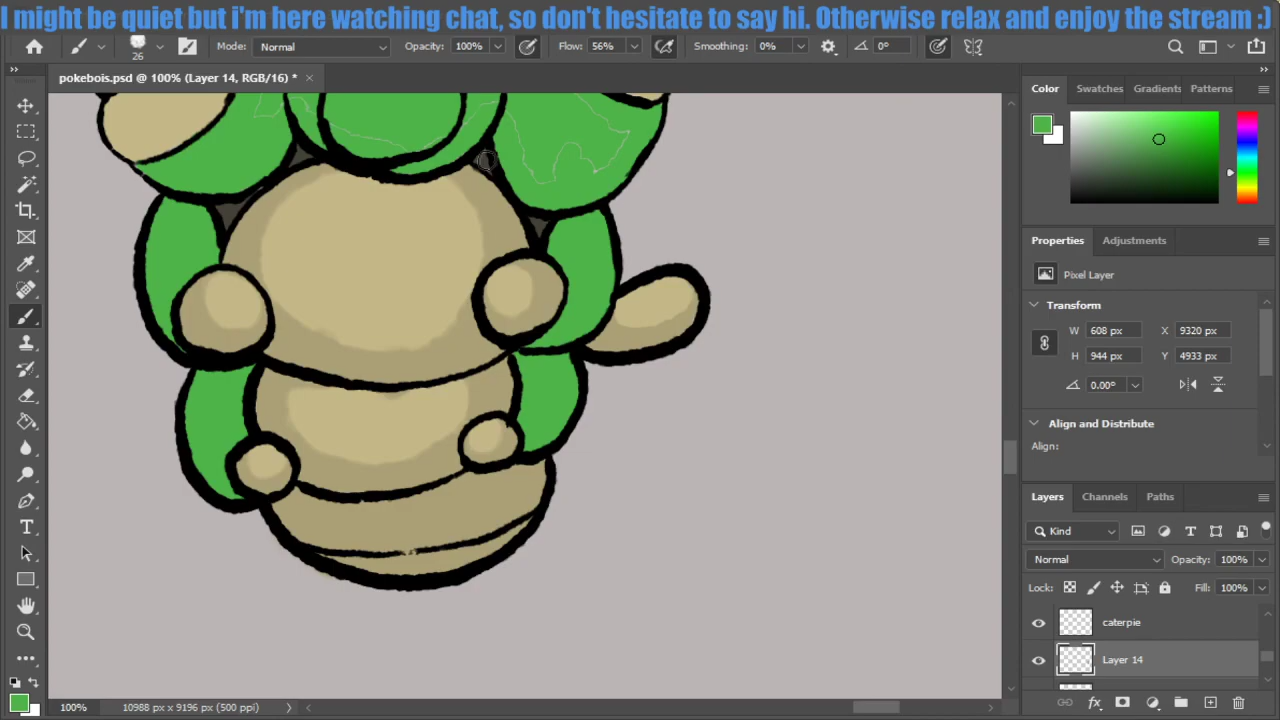 I might be quiet but i'm here watching chat, so don't hesitate to say hi. Otherwise relax and enjoy the stream :)
26 Mode: Normal Opacity: 100% Flow: 56% Smoothing: 0% 0°
pokebois.psd @ 100% (Layer 14, RGB/16) *
Color Swatches Gradients Patterns
Properties Adjustments
Pixel Layer
Transform
W 608 px X 9320 px
H 944 px Y 4933 px
0.00°
Align and Distribute
Align:
Layers Channels Paths
Kind
Normal Opacity: 100%
Lock: Fill: 100%
caterpie
Layer 14
100% 10988 px x 9196 px (500 ppi)